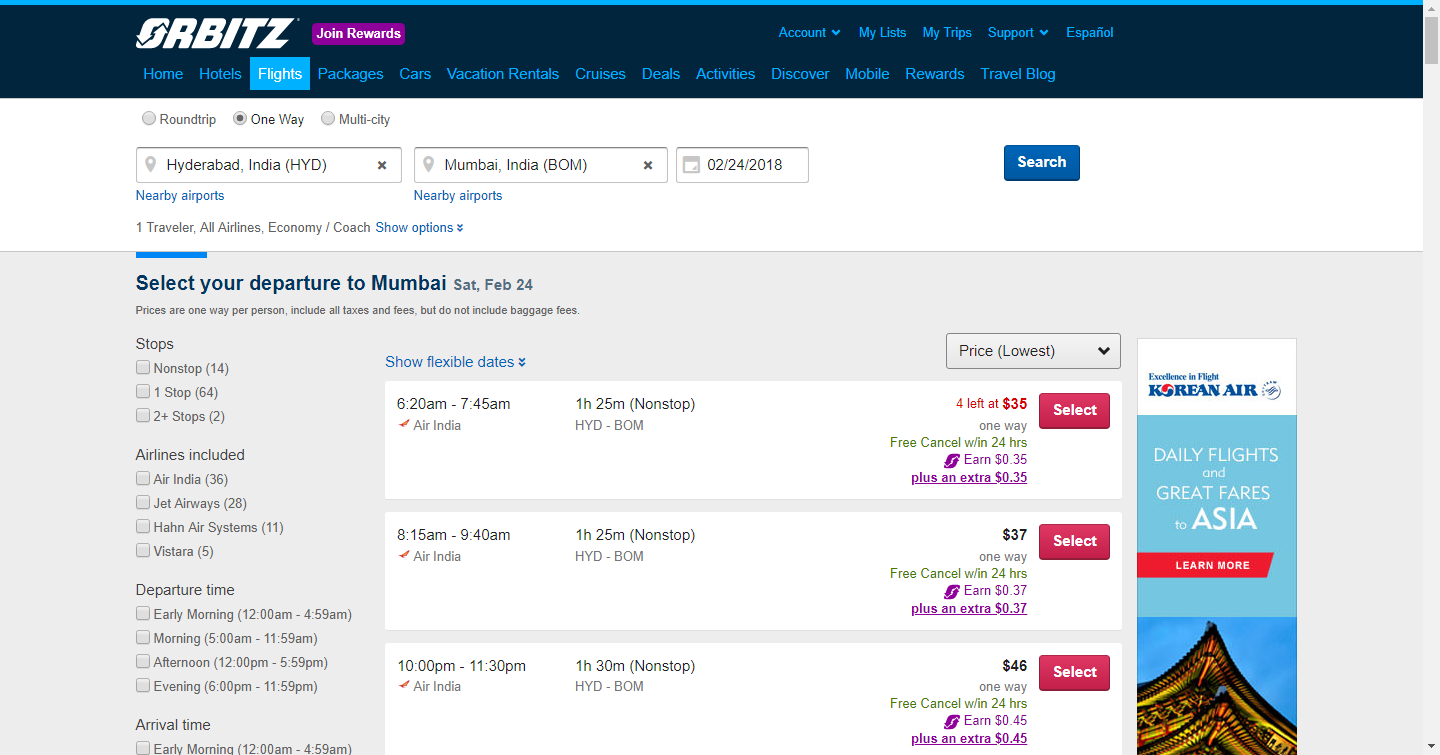 ORBITZ Join Rewards
Account My Lists My Trips Support Español
Home Hotels Flights Packages Cars Vacation Rentals Cruises Deals Activities Discover Mobile Rewards Travel Blog
Roundtrip One Way Multi-city
Hyderabad, India (HYD) × Mumbai, India (BOM) × 02/24/2018 Search
Nearby airports Nearby airports
1 Traveler, All Airlines, Economy / Coach Show options
Select your departure to Mumbai Sat, Feb 24
Prices are one way per person, include all taxes and fees, but do not include baggage fees.
Stops
Nonstop (14)
1 Stop (64)
2+ Stops (2)
Airlines included
Air India (36)
Jet Airways (28)
Hahn Air Systems (11)
Vistara (5)
Departure time
Early Morning (12:00am - 4:59am)
Morning (5:00am - 11:59am)
Afternoon (12:00pm - 5:59pm)
Evening (6:00pm - 11:59pm)
Arrival time
Early Morning (12:00am - 4:59am)
Show flexible dates
Price (Lowest)
6:20am - 7:45am 1h 25m (Nonstop) 4 left at $35 Select
Air India HYD - BOM one way
Free Cancel w/in 24 hrs
Earn $0.35
plus an extra $0.35
8:15am - 9:40am 1h 25m (Nonstop) $37 Select
Air India HYD - BOM one way
Free Cancel w/in 24 hrs
Earn $0.37
plus an extra $0.37
10:00pm - 11:30pm 1h 30m (Nonstop) $46 Select
Air India HYD - BOM one way
Free Cancel w/in 24 hrs
Earn $0.45
plus an extra $0.45
Excellence in Flight
KOREAN AIR
DAILY FLIGHTS
and
GREAT FARES
to ASIA
LEARN MORE